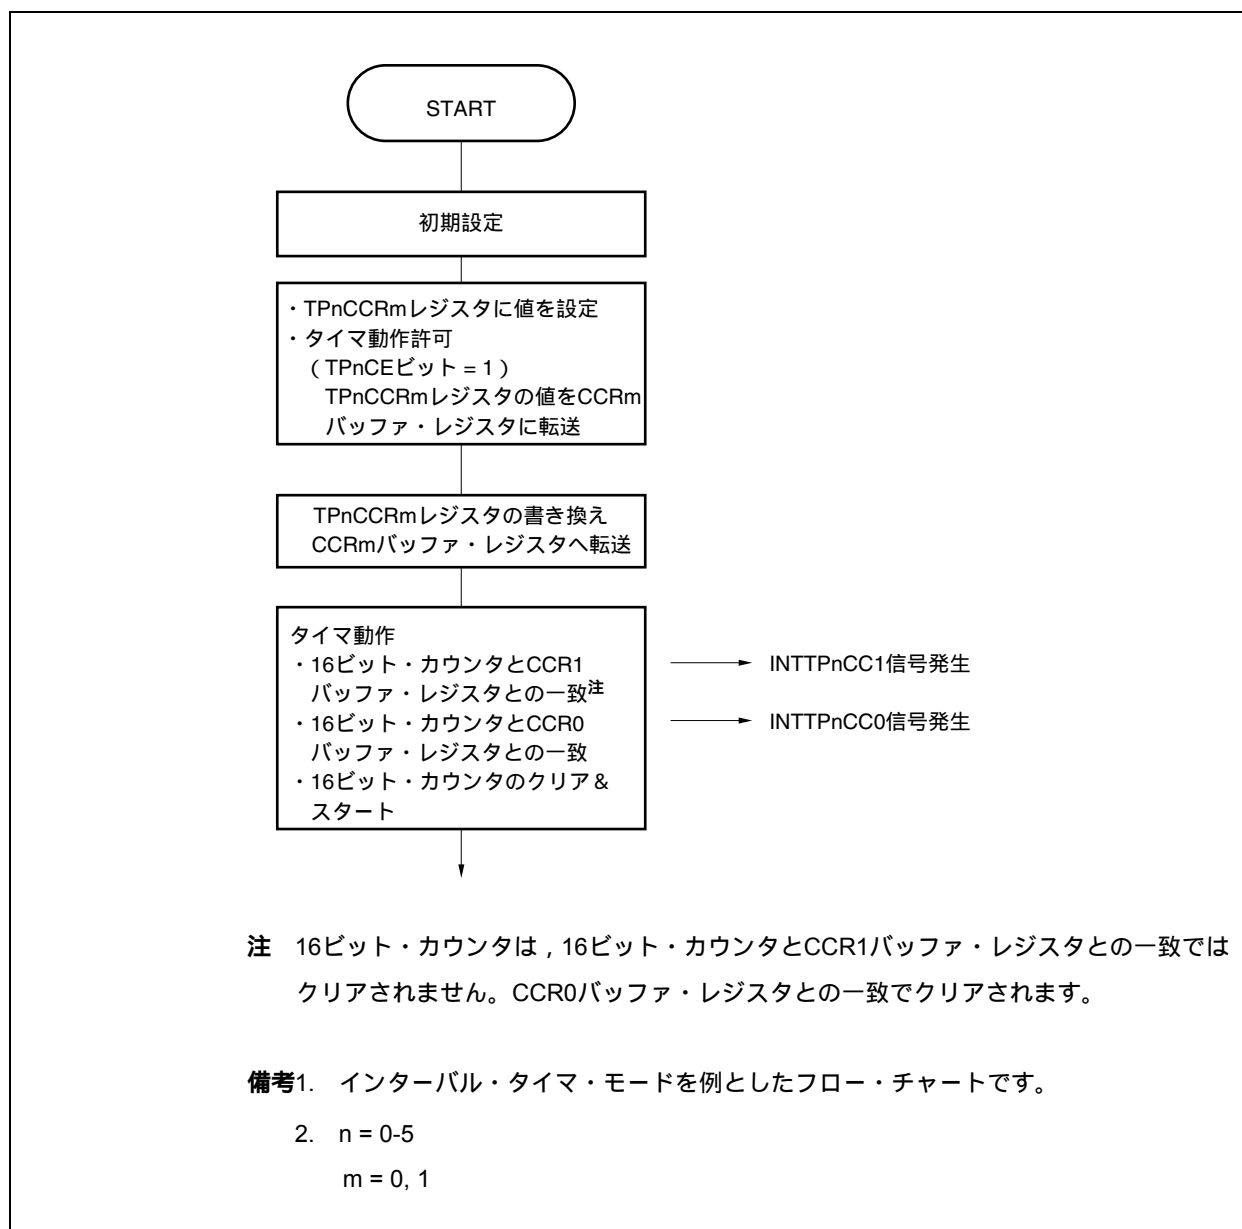 START
初期設定
・TPnCCRmレジスタに値を設定
・タイマ動作許可
（TPnCEビット = 1）
TPnCCRmレジスタの値をCCRm
バッファ・レジスタに転送
TPnCCRmレジスタの書き換え
CCRmバッファ・レジスタへ転送
タイマ動作
・16ビット・カウンタとCCR1
バッファ・レジスタとの一致注
・16ビット・カウンタとCCR0
バッファ・レジスタとの一致
・16ビット・カウンタのクリア＆
スタート
INTTPnCC1信号発生
INTTPnCC0信号発生
注　16ビット・カウンタは，16ビット・カウンタとCCR1バッファ・レジスタとの一致では
クリアされません。CCR0バッファ・レジスタとの一致でクリアされます。
備考1.　インターバル・タイマ・モードを例としたフロー・チャートです。
2.　n = 0-5
m = 0, 1